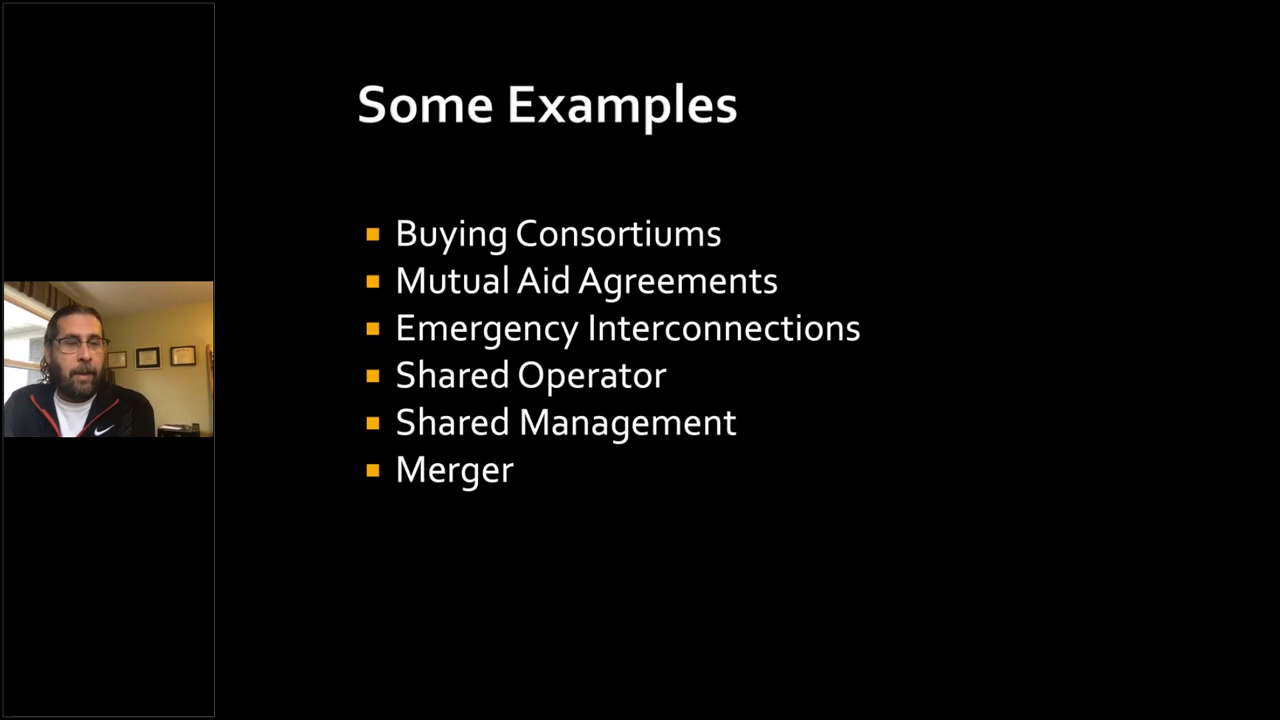 Some Examples
Buying Consortiums
Mutual Aid Agreements
Emergency Interconnections
Shared Operator
Shared Management
Merger